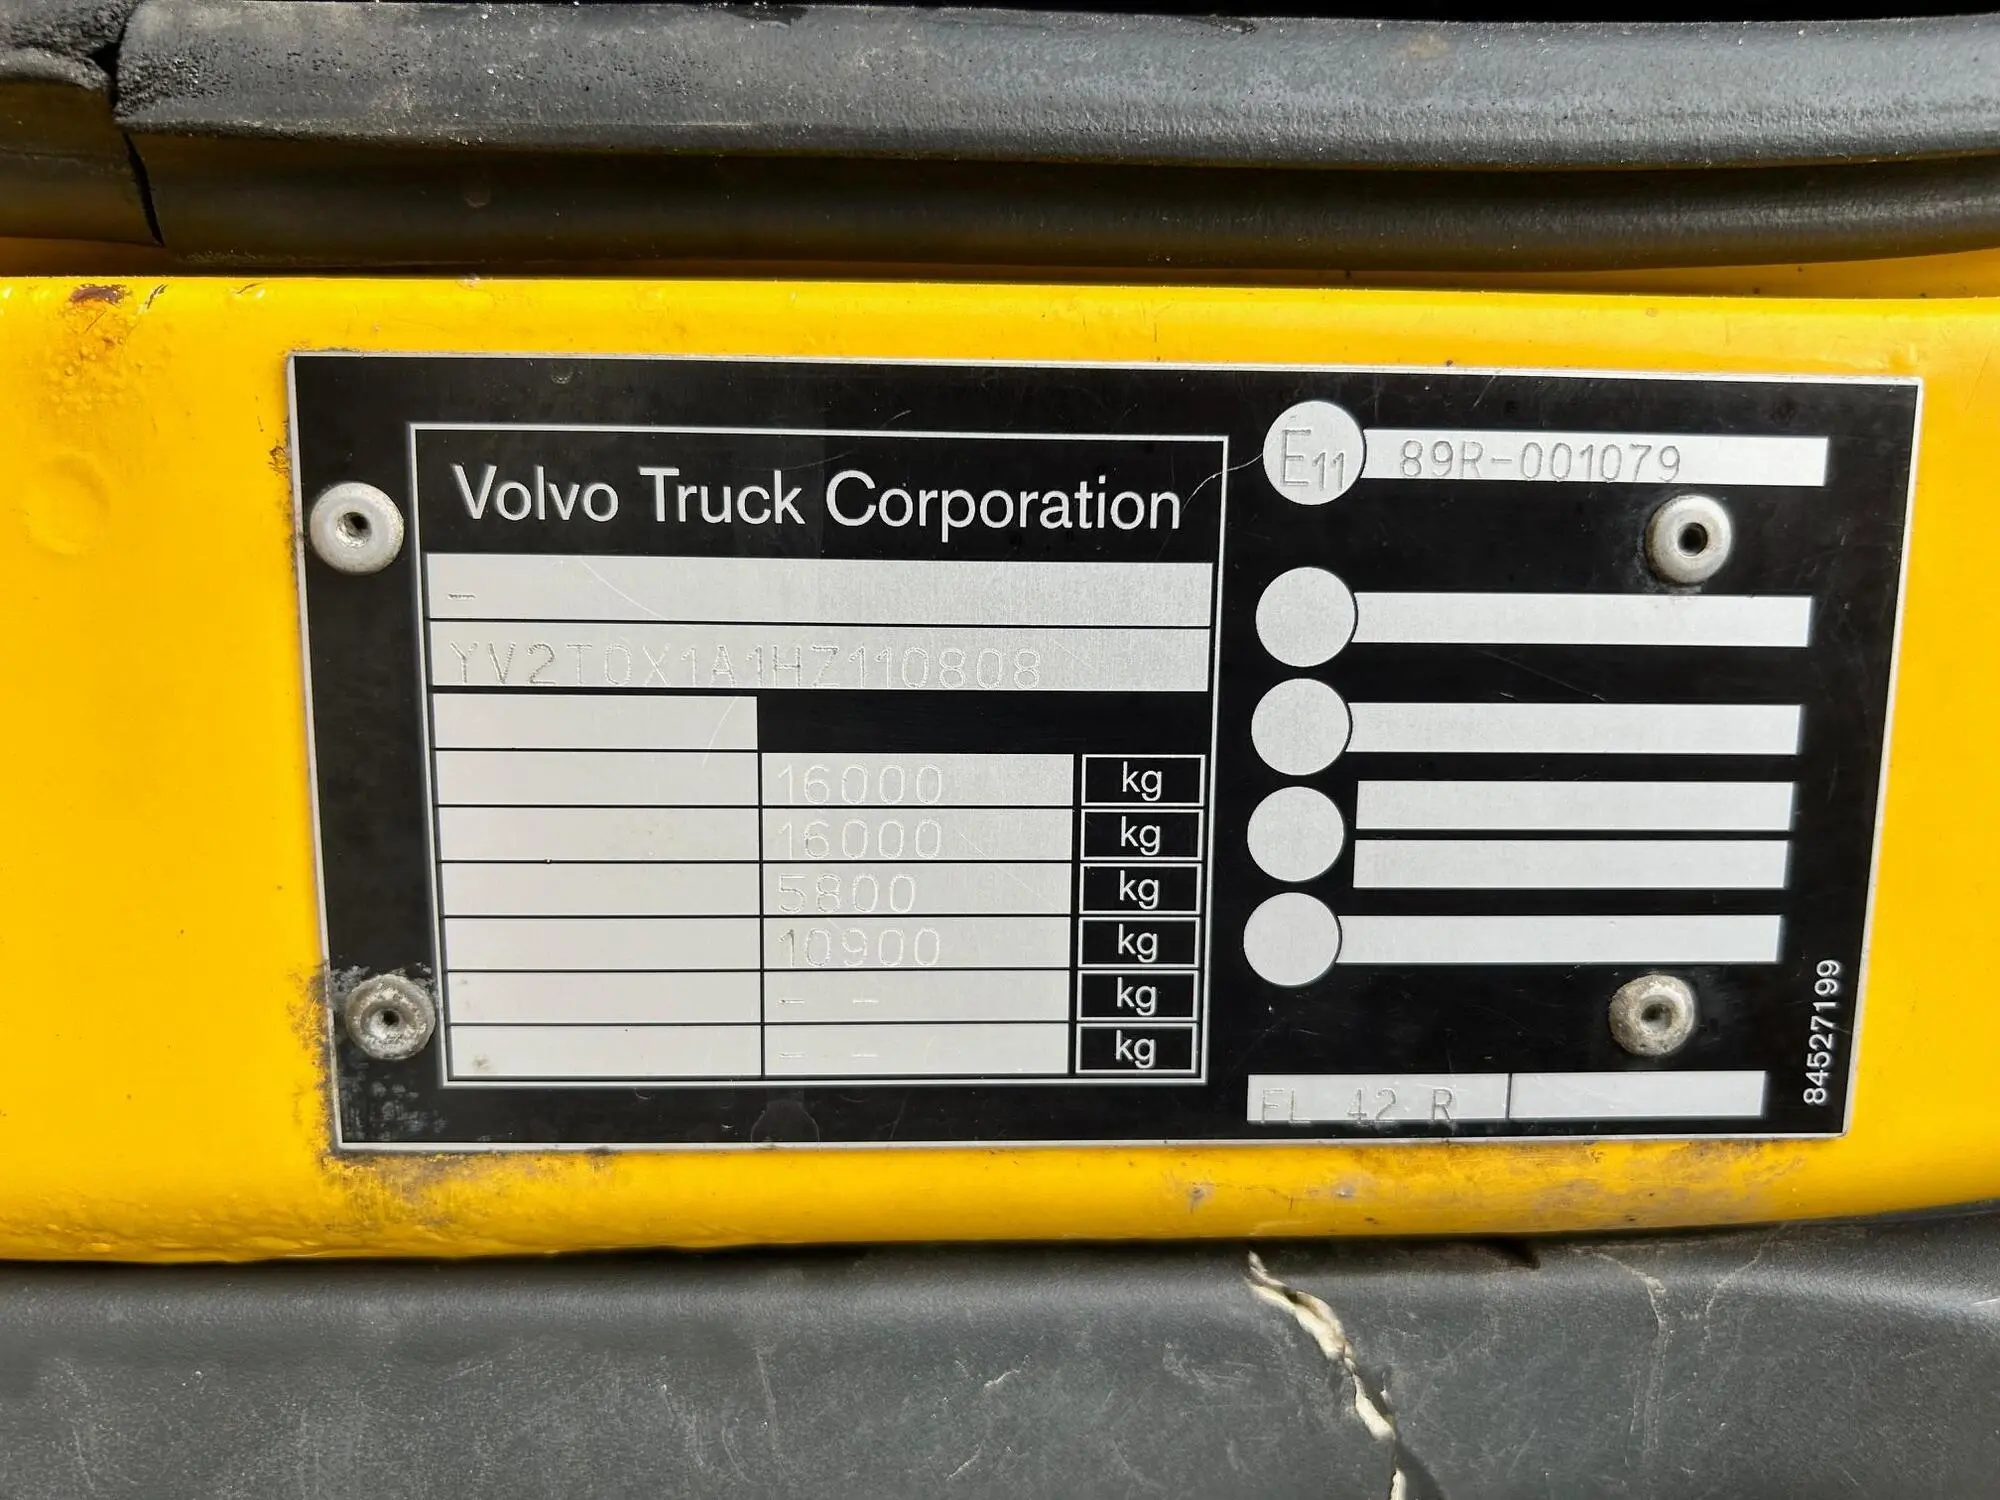 Volvo Truck Corporation
-
YV2T0X1A1HZ110808
16000 kg
16000 kg
5800 kg
10900 kg
- - kg
- - kg
E11 89R-001079
FL 42 R
84527199